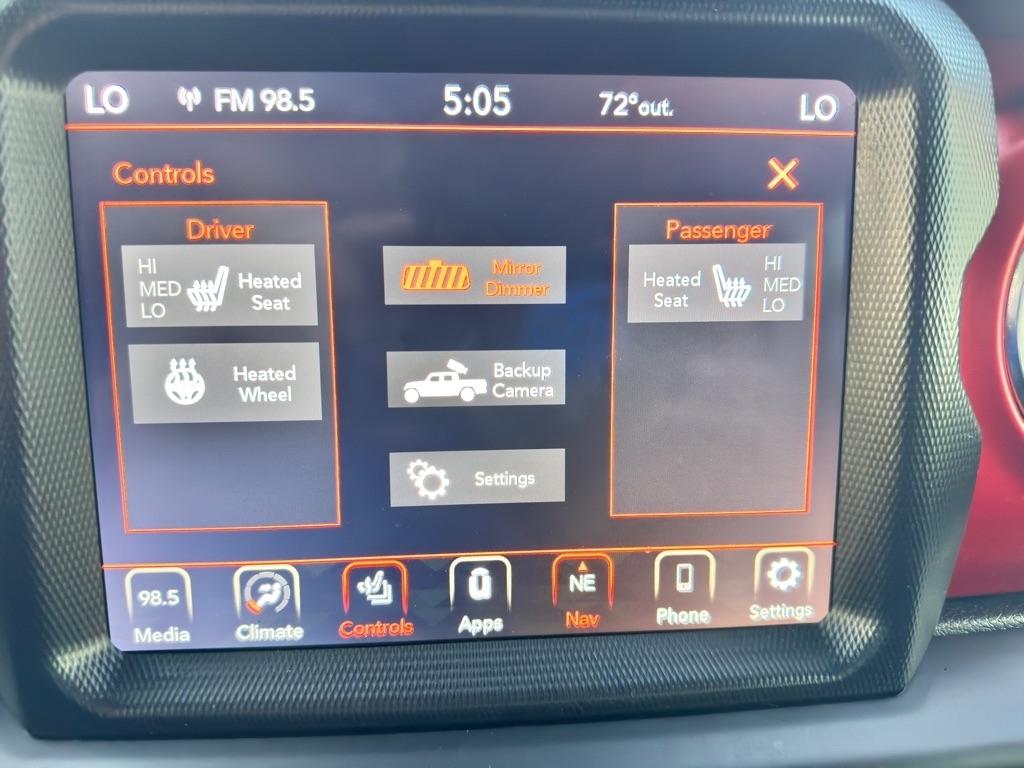 LO FM 98.5 5:05 72° out. LO
Controls X
Driver
HI
MED
LO
Heated
Seat
Heated
Wheel
Mirror
Dimmer
Backup
Camera
Settings
Passenger
Heated
Seat
HI
MED
LO
98.5
Media
Climate
Controls
Apps
NE
Nav
Phone
Settings